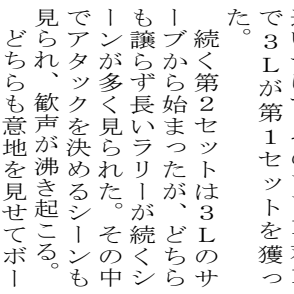 で３Ｌが第１セットを獲っ
た。
続く第２セットは３Ｌのサ
ーブから始まったが、どちら
も譲らず長いラリーが続くシ
ーンが多く見られた。その中
でアタックを決めるシーンも
見られ、歓声が沸き起こる。
どちらも意地を見せてボー